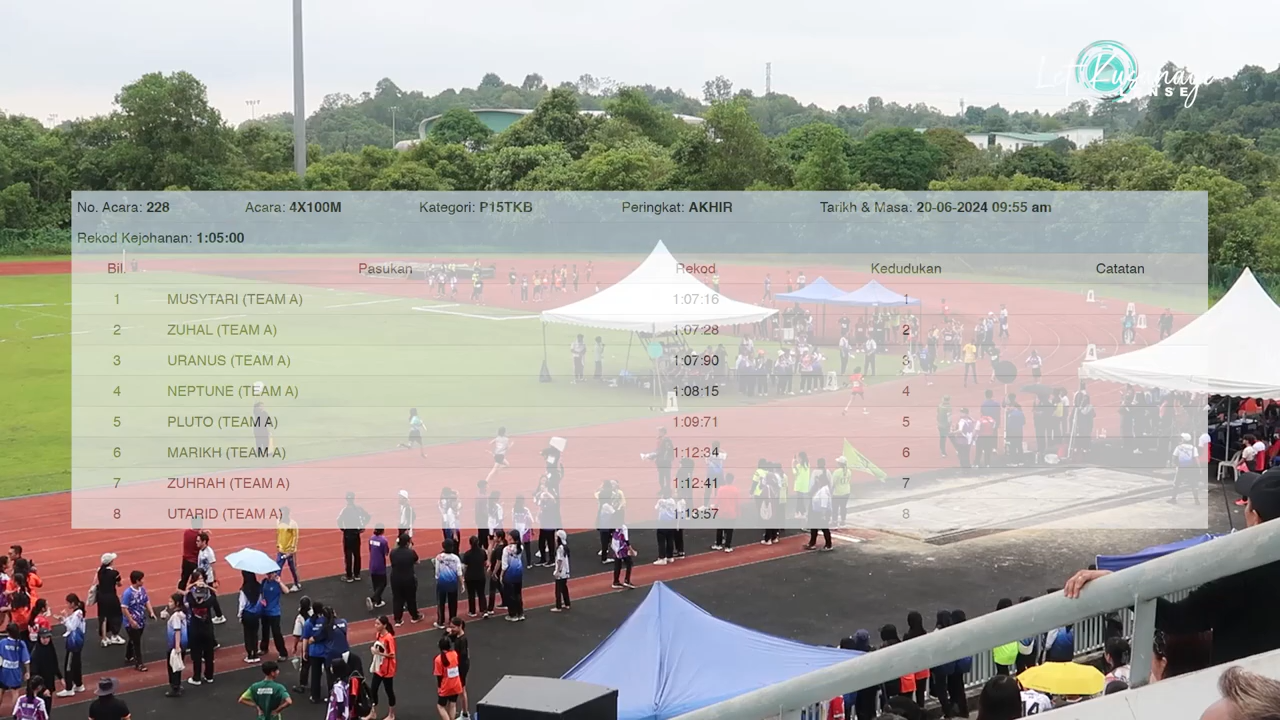 Let Kusanagi
SENSE
No. Acara: 228 Acara: 4X100M Kategori: P15TKB Peringkat: AKHIR Tarikh & Masa: 20-06-2024 09:55 am
Rekod Kejohanan: 1:05:00
Bil. Pasukan Rekod Kedudukan Catatan
1 MUSYTARI (TEAM A) 1:07:16 1
2 ZUHAL (TEAM A) 1:07:28 2
3 URANUS (TEAM A) 1:07:90 3
4 NEPTUNE (TEAM A) 1:08:15 4
5 PLUTO (TEAM A) 1:09:71 5
6 MARIKH (TEAM A) 1:12:34 6
7 ZUHRAH (TEAM A) 1:12:41 7
8 UTARID (TEAM A) 1:13:57 8